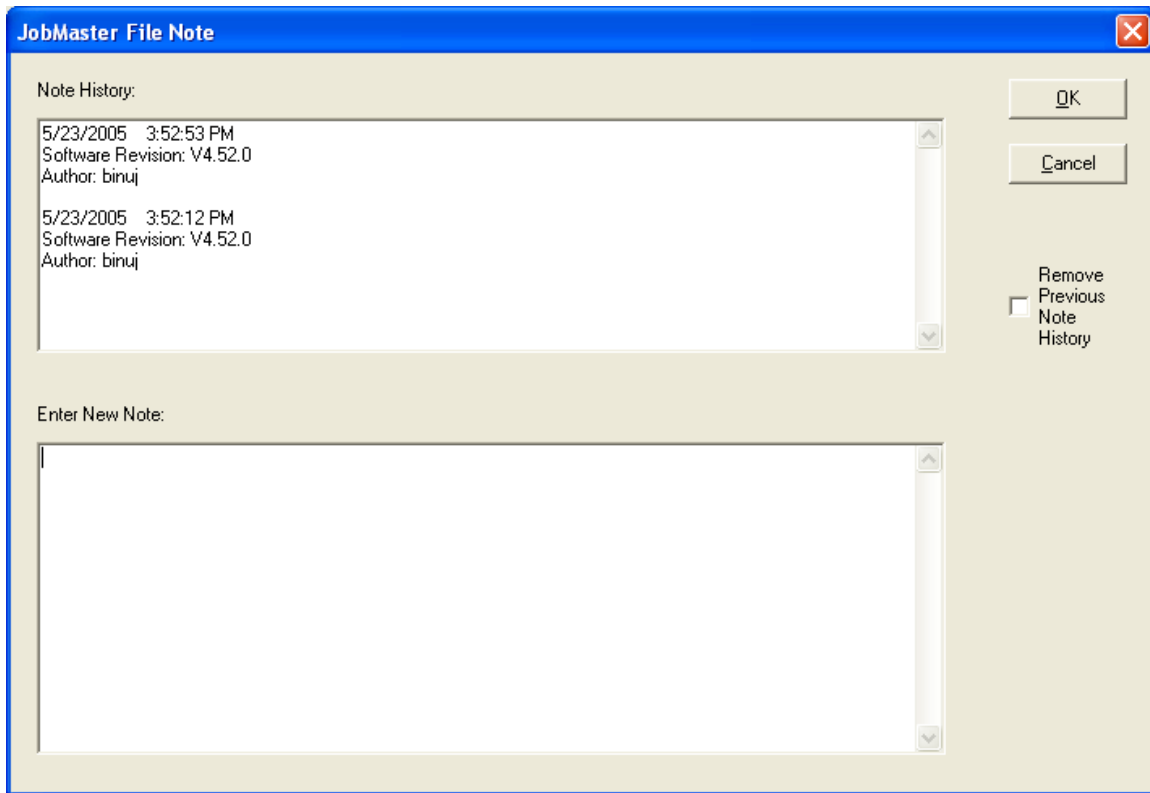 JobMaster File Note
Note History:
5/23/2005    3:52:53 PM
Software Revision: V4.52.0
Author: binuj
5/23/2005    3:52:12 PM
Software Revision: V4.52.0
Author: binuj
OK
Cancel
Remove
Previous
Note
History
Enter New Note: